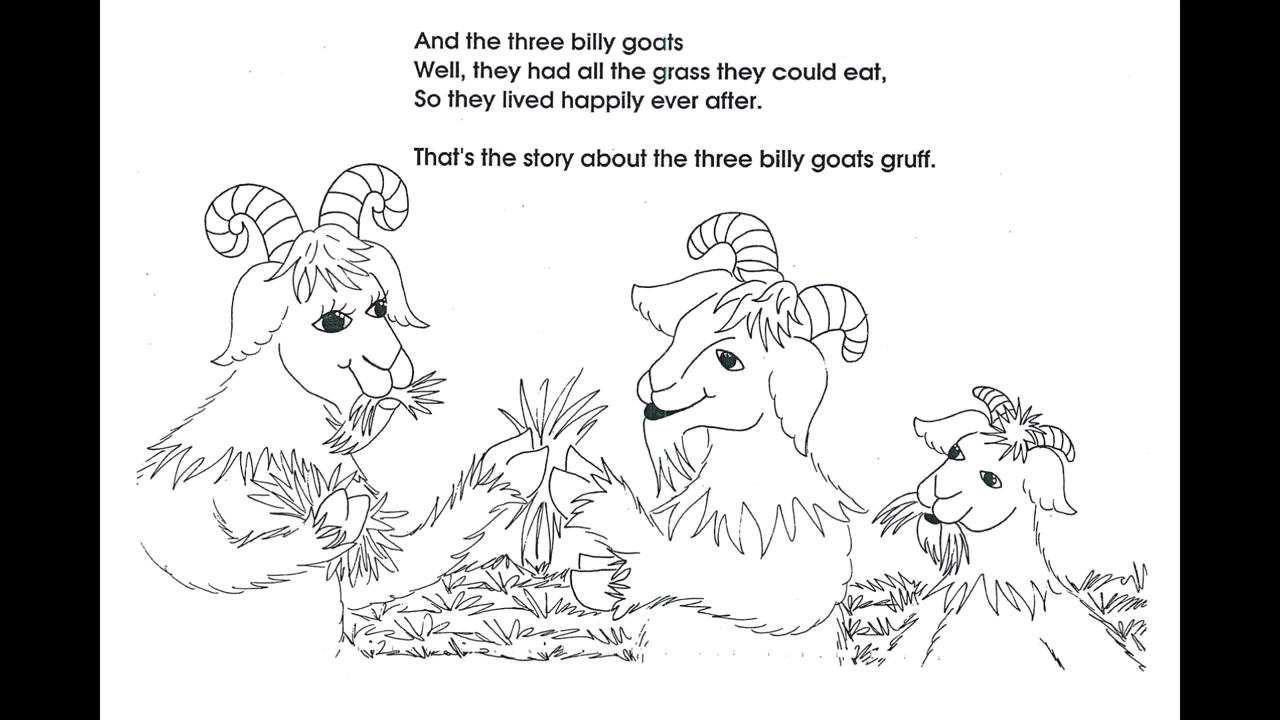 And the three billy goats
Well, they had all the grass they could eat,
So they lived happily ever after.
That's the story about the three billy goats gruff.